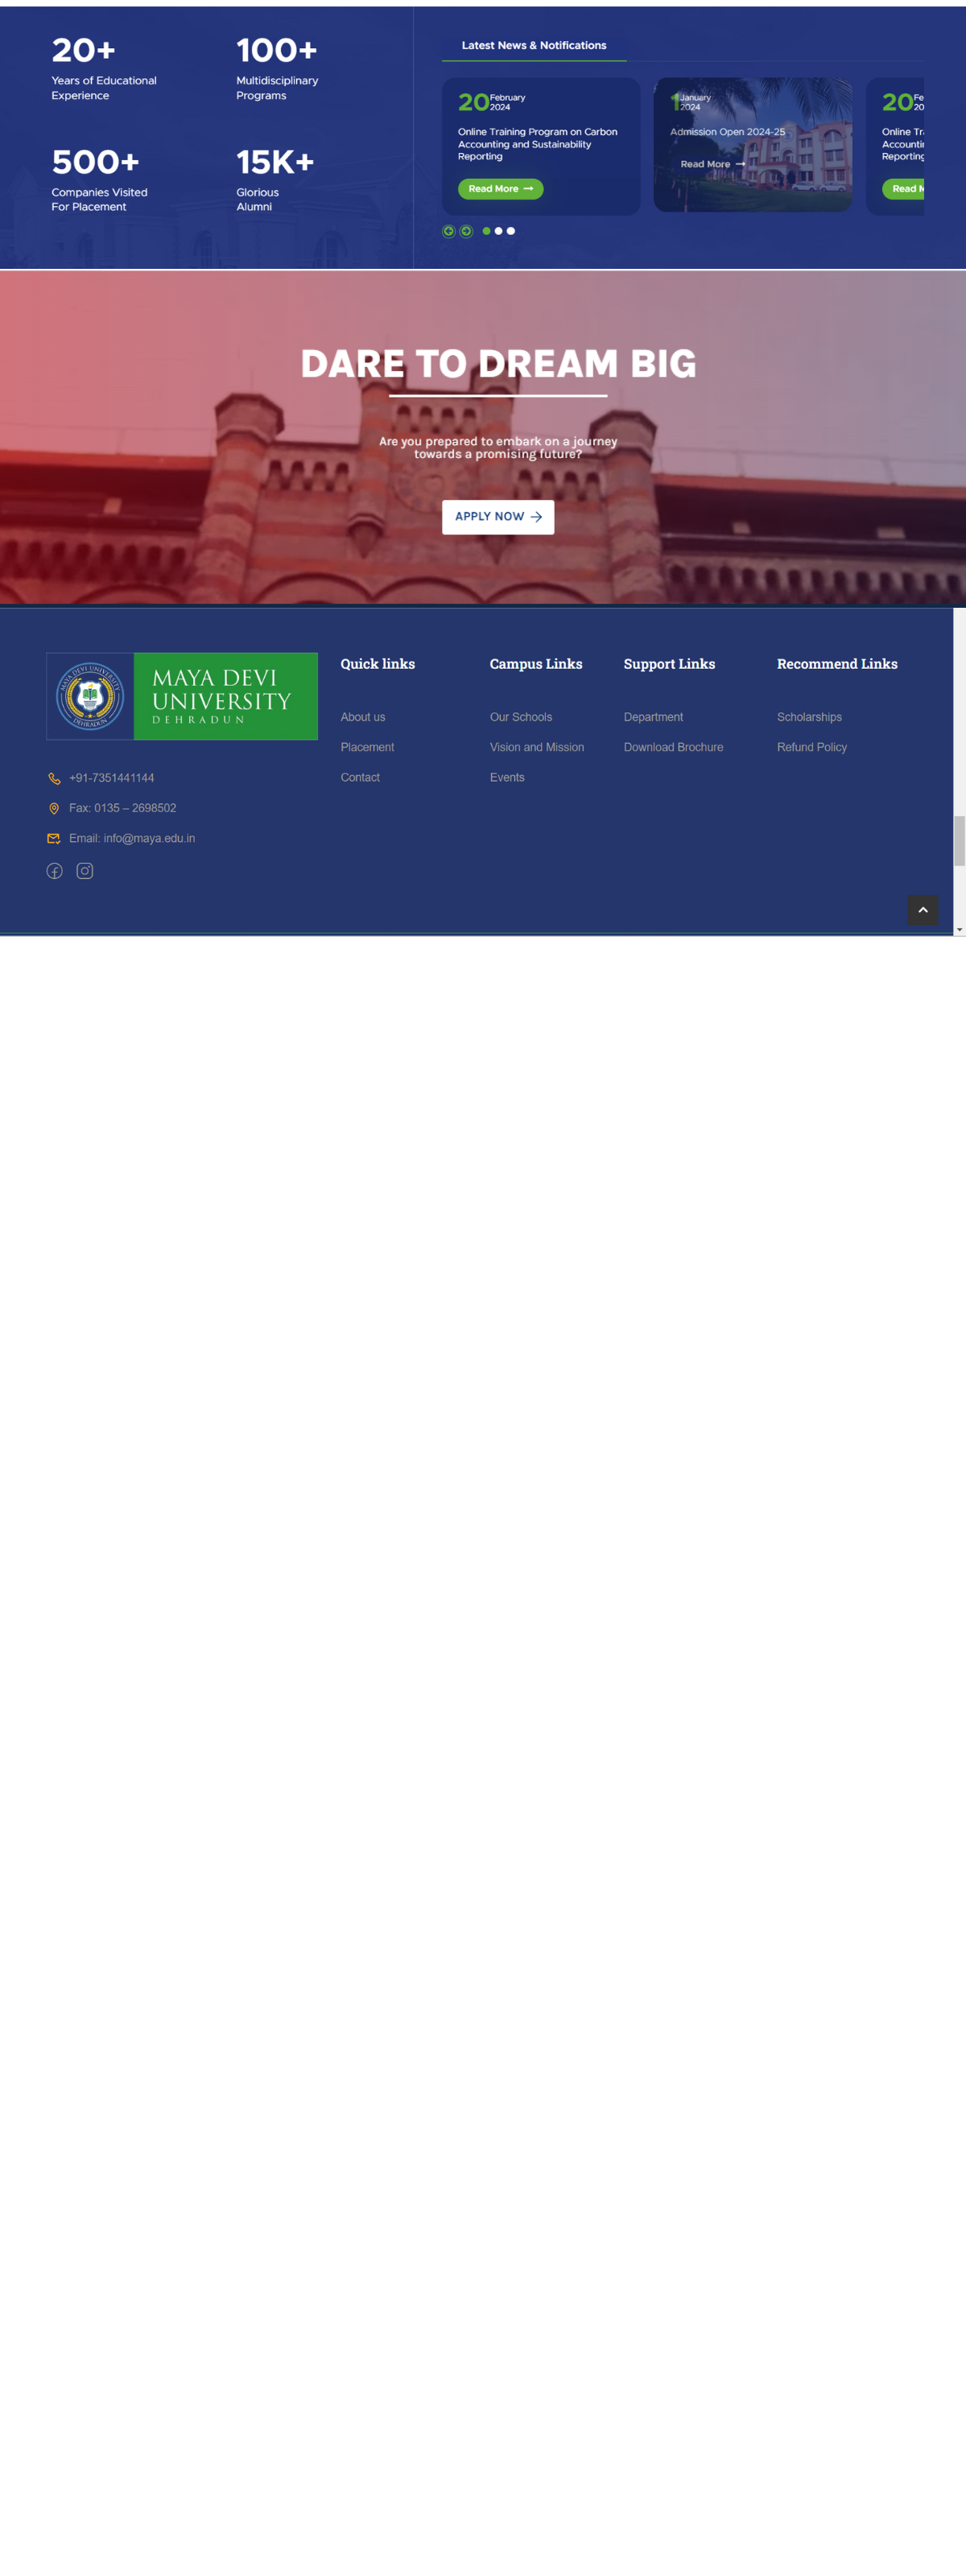 20+
Years of Educational
Experience
100+
Multidisciplinary
Programs
500+
Companies Visited
For Placement
15K+
Glorious
Alumni
Latest News & Notifications
20 February
2024
Online Training Program on Carbon
Accounting and Sustainability
Reporting
Read More →
1 January
2024
Admission Open 2024-25
Read More →
20 Fe
20
Online Tr
Accounti
Reporting
Read M
DARE TO DREAM BIG
Are you prepared to embark on a journey
towards a promising future?
APPLY NOW →
MAYA DEVI UNIVERSITY
DEHRADUN
MAYA DEVI
UNIVERSITY
DEHRADUN
+91-7351441144
Fax: 0135 – 2698502
Email: info@maya.edu.in
Quick links
About us
Placement
Contact
Campus Links
Our Schools
Vision and Mission
Events
Support Links
Department
Download Brochure
Recommend Links
Scholarships
Refund Policy